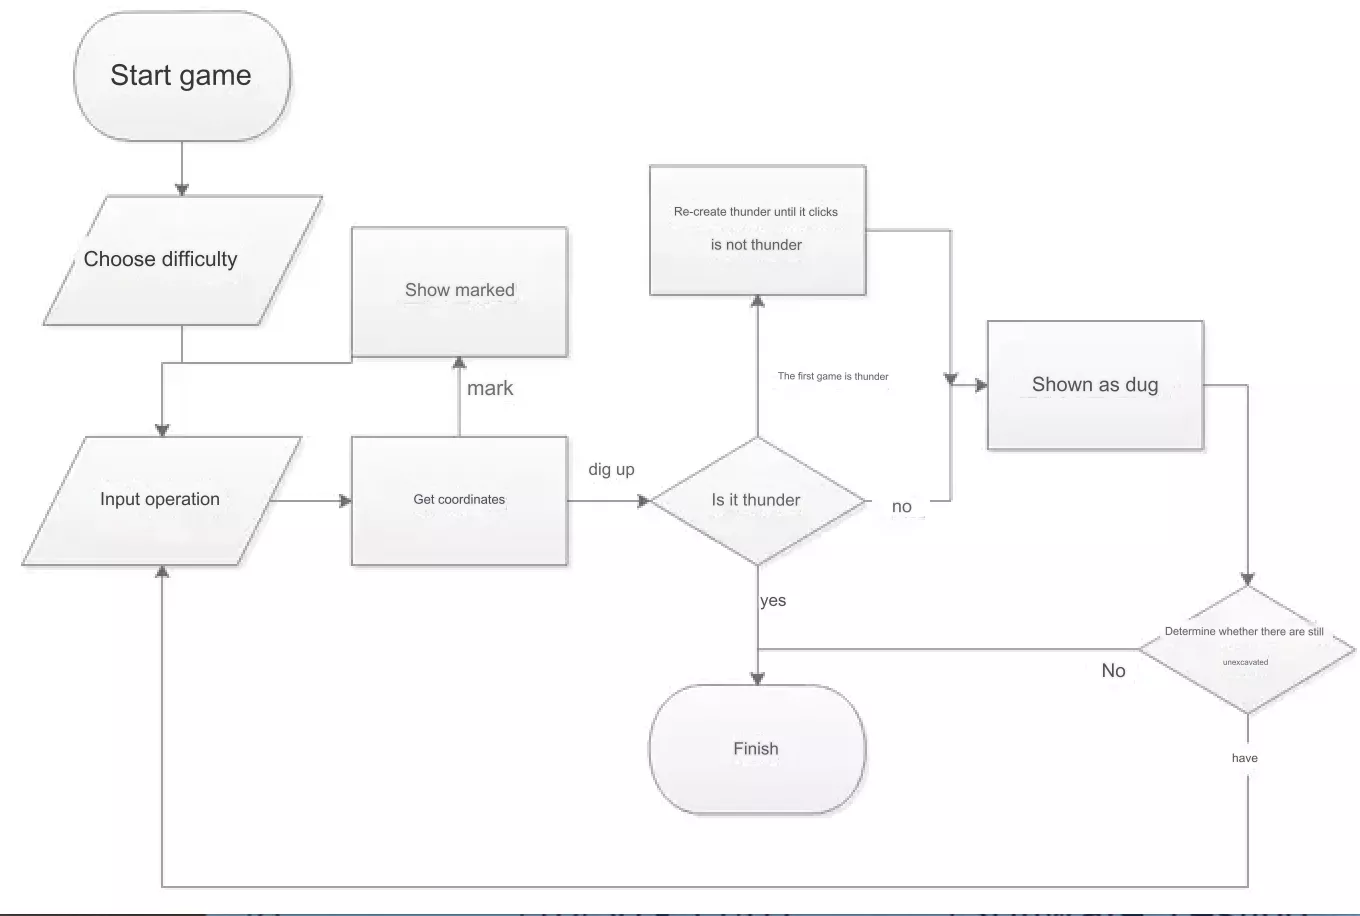 Start game
Choose difficulty
Show marked
mark
Input operation
Get coordinates
dig up
Re-create thunder until it clicks
is not thunder
The first game is thunder
Is it thunder
no
yes
Shown as dug
Determine whether there are still
unexcavated
No
have
Finish